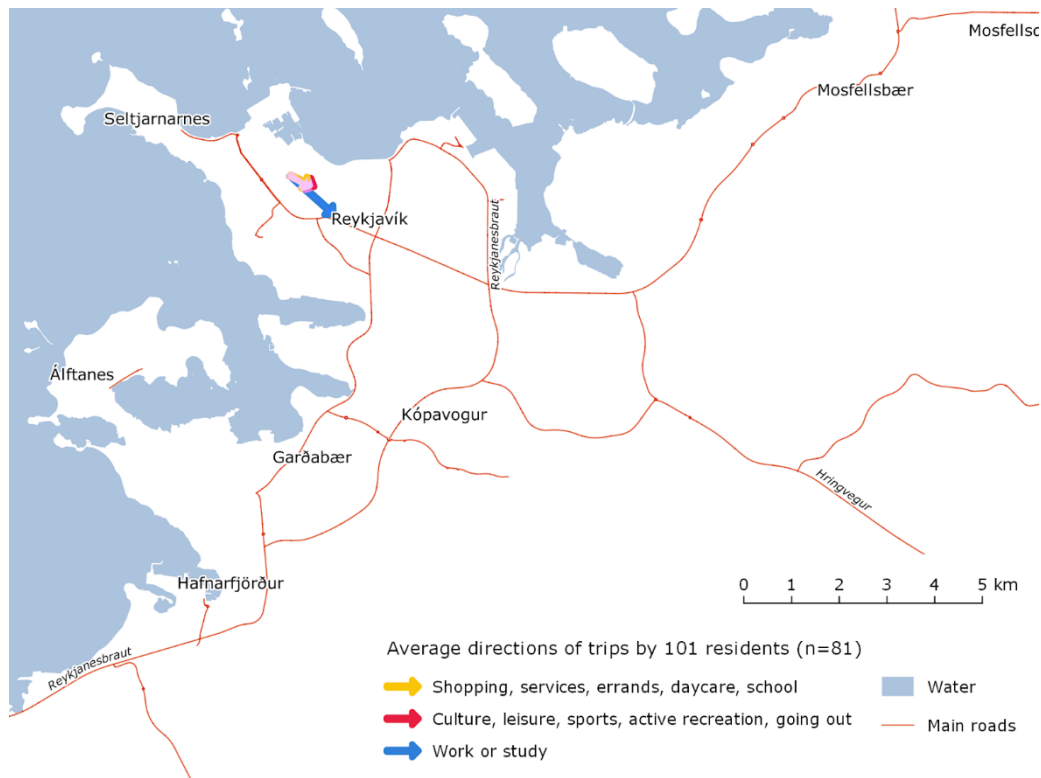 Mosfellsd
Mosfellsbær
Seltjarnarnes
Reykjavík
Reykjanesbraut
Álftanes
Kópavogur
Garðabær
Hringvegur
Hafnarfjörður
0 1 2 3 4 5 km
Reykjanesbraut
Average directions of trips by 101 residents (n=81)
Shopping, services, errands, daycare, school
Culture, leisure, sports, active recreation, going out
Work or study
Water
Main roads